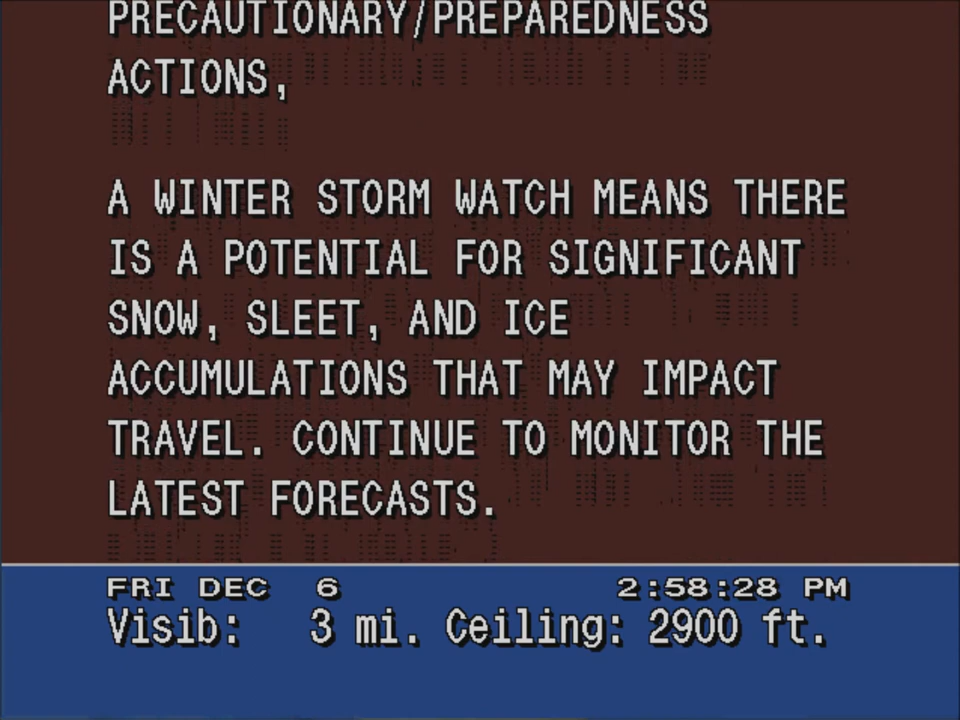 PRECAUTIONARY/PREPAREDNESS
ACTIONS,
A WINTER STORM WATCH MEANS THERE
IS A POTENTIAL FOR SIGNIFICANT
SNOW, SLEET, AND ICE
ACCUMULATIONS THAT MAY IMPACT
TRAVEL. CONTINUE TO MONITOR THE
LATEST FORECASTS.
FRI DEC 6 2:58:28 PM
Visib: 3 mi. Ceiling: 2900 ft.